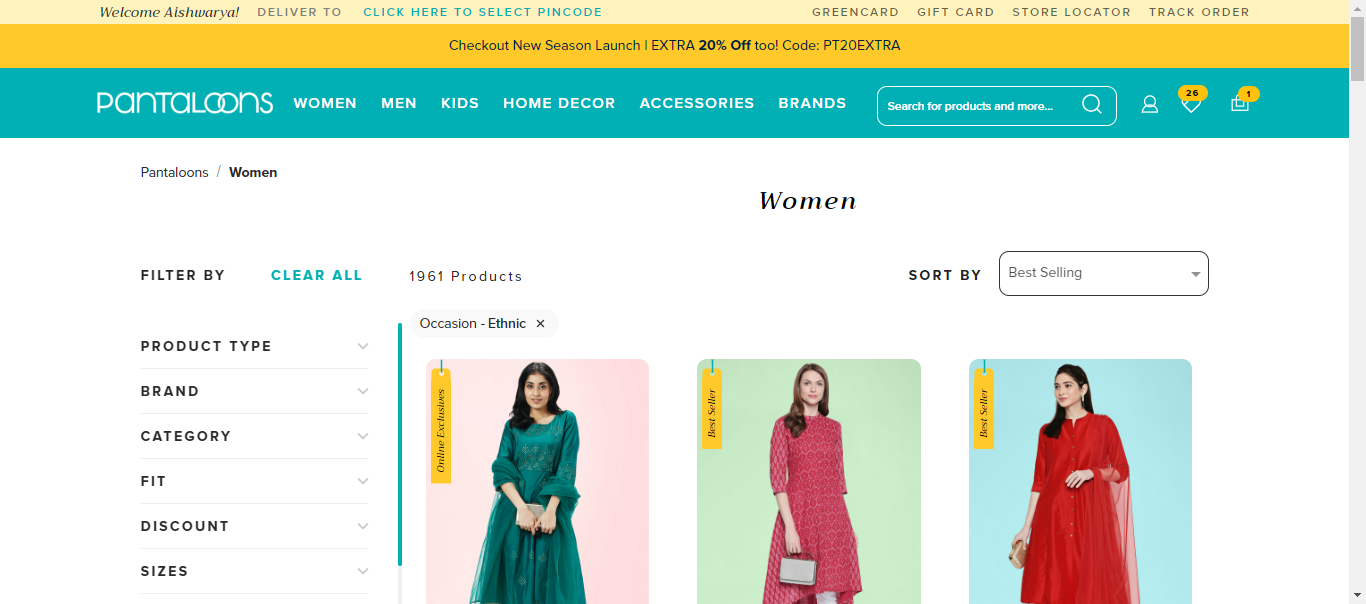 Welcome Aishwarya! DELIVER TO CLICK HERE TO SELECT PINCODE GREENCARD GIFT CARD STORE LOCATOR TRACK ORDER
Checkout New Season Launch | EXTRA 20% Off too! Code: PT20EXTRA
PANTALOONS WOMEN MEN KIDS HOME DECOR ACCESSORIES BRANDS Search for products and more... 26 1
Pantaloons / Women
Women
FILTER BY CLEAR ALL 1961 Products SORT BY Best Selling
Occasion - Ethnic ×
PRODUCT TYPE
BRAND
CATEGORY
FIT
DISCOUNT
SIZES
Online Exclusives
Best Seller
Best Seller